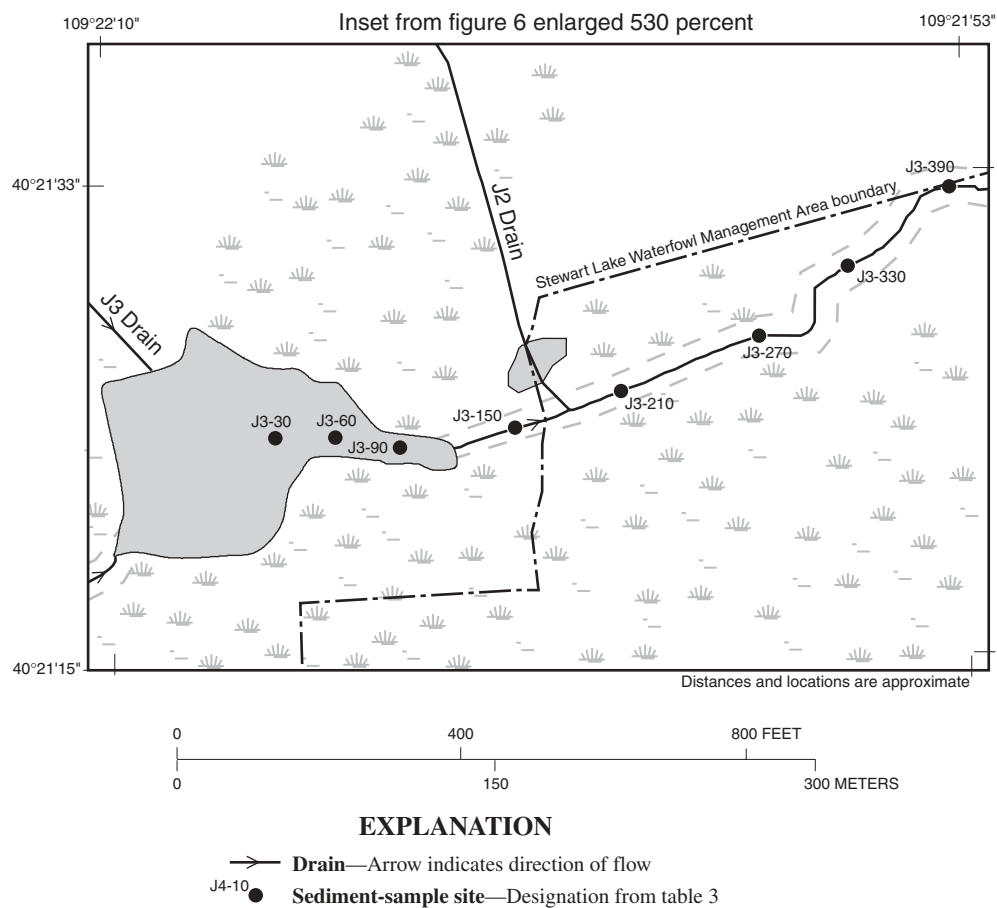 Inset from figure 6 enlarged 530 percent
109°22'10"
109°21'53"
40°21'33"
40°21'15"
J2 Drain
J3-390
Stewart Lake Waterfowl Management Area boundary
J3-330
J3 Drain
J3-270
J3-210
J3-150
J3-30
J3-60
J3-90
Distances and locations are approximate
0 400 800 FEET
0 150 300 METERS
EXPLANATION
Drain—Arrow indicates direction of flow
J4-10 Sediment-sample site—Designation from table 3